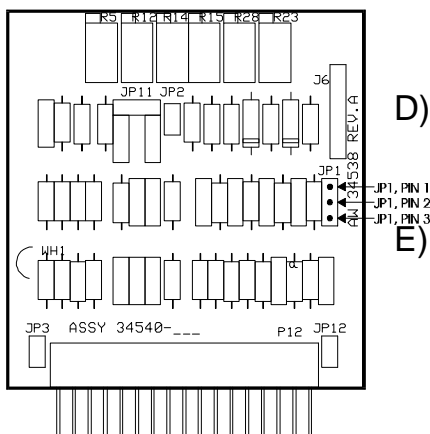 R5 R12 R14 R15 R28 R23
JP11 JP2
J6
D)
AW 34538 REV.A
JP1
JP1, PIN 1
JP1, PIN 2
JP1, PIN 3
E)
WH1
JP3 ASSY 34540-___ P12 JP12